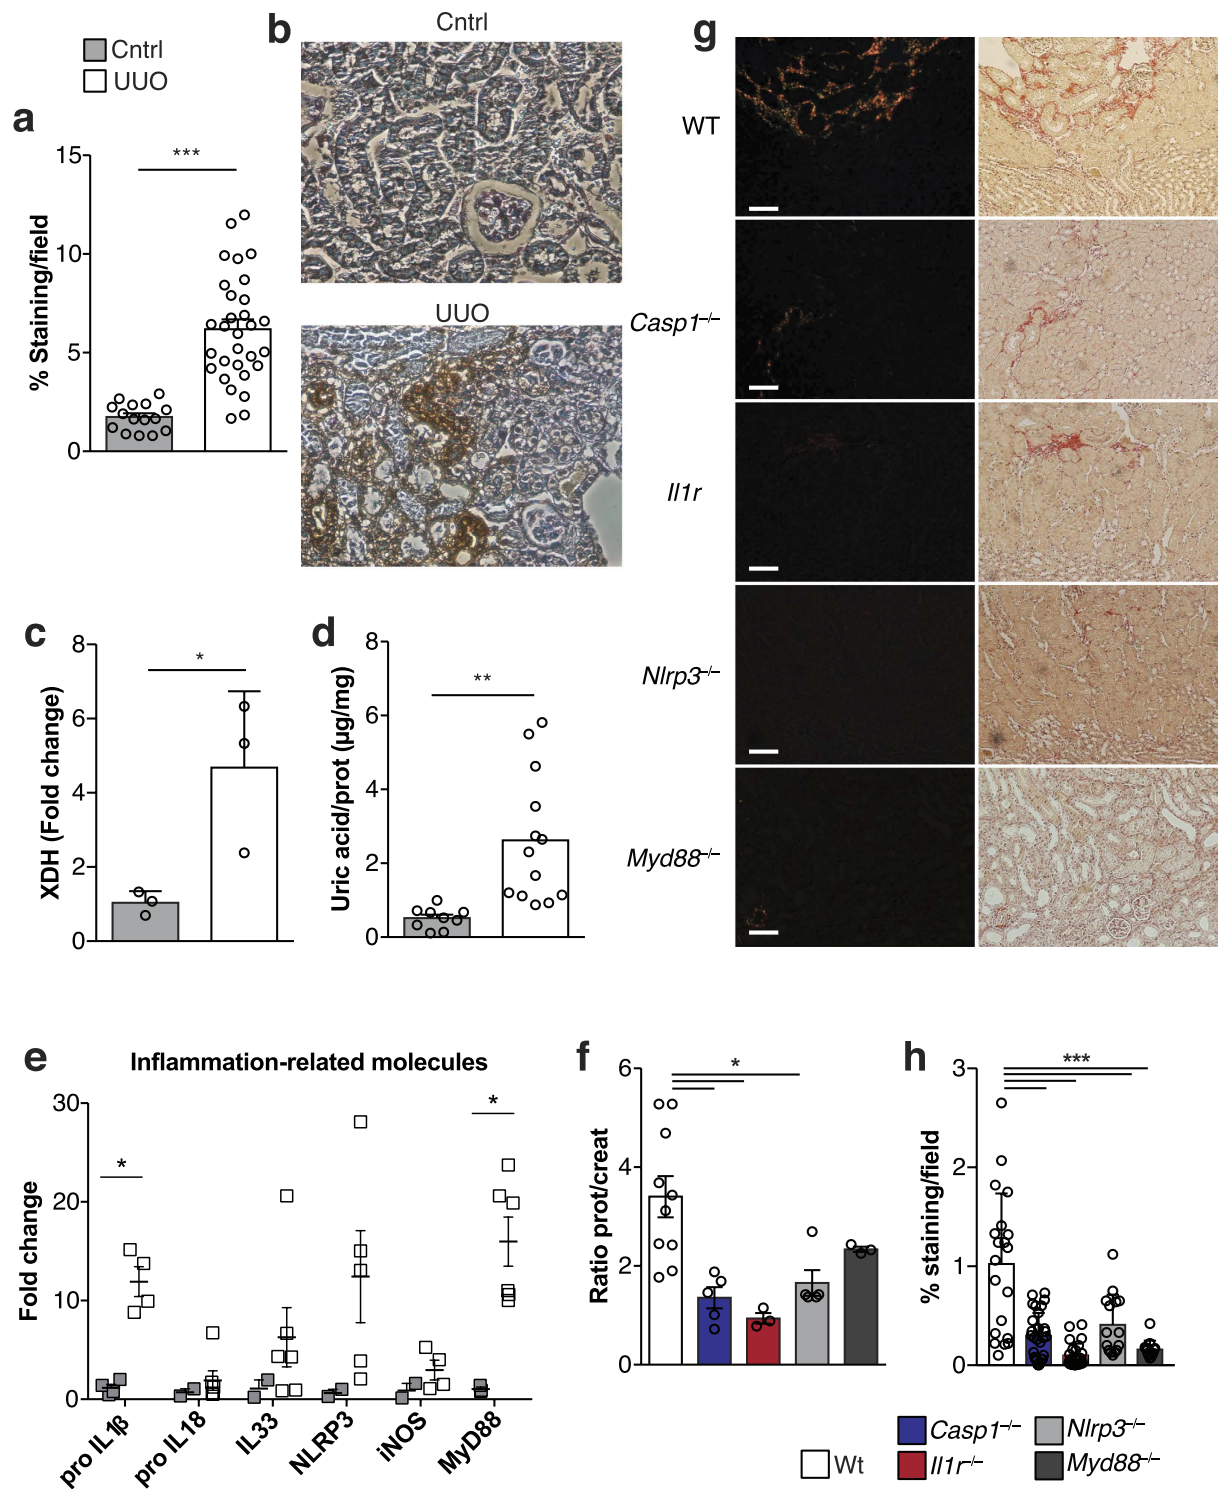 Cntrl
UUO
a
***
15
10
5
0
% Staining/field
b
Cntrl
UUO
c
*
8
6
4
2
0
XDH (Fold change)
d
**
8
6
4
2
0
Uric acid/prot (µg/mg)
g
WT
Casp1–/–
Il1r
Nlrp3–/–
Myd88–/–
e
Inflammation-related molecules
*
*
30
20
10
0
Fold change
pro IL1β
pro IL18
IL33
NLRP3
iNOS
MyD88
f
*
6
4
2
0
Ratio prot/creat
h
***
3
2
1
0
% staining/field
Wt
Casp1–/–
Il1r–/–
Nlrp3–/–
Myd88–/–